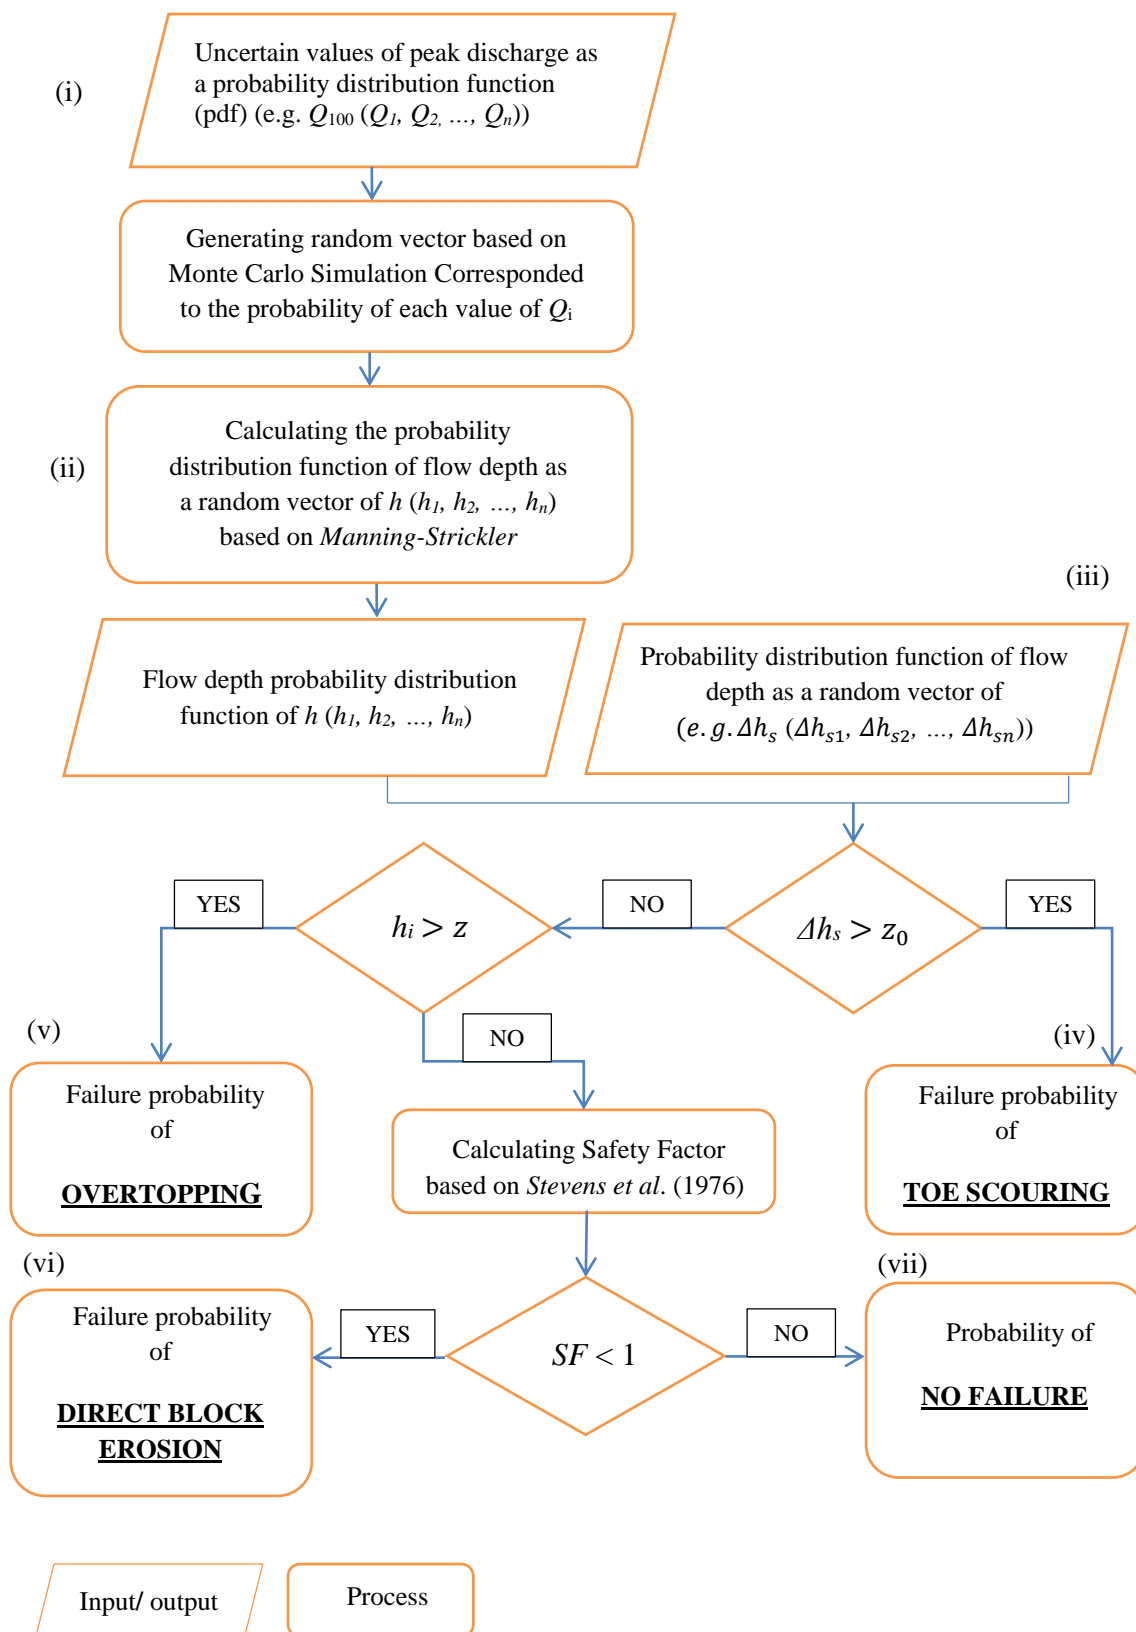 (i)
Uncertain values of peak discharge as
a probability distribution function
(pdf) (e.g. Q100 (Q1, Q2, ..., Qn))
Generating random vector based on
Monte Carlo Simulation Corresponded
to the probability of each value of Qi
(ii)
Calculating the probability
distribution function of flow depth as
a random vector of h (h1, h2, ..., hn)
based on Manning-Strickler
(iii)
Flow depth probability distribution
function of h (h1, h2, ..., hn)
Probability distribution function of flow
depth as a random vector of
(e.g. Δhs (Δhs1, Δhs2, ..., Δhsn))
YES
hi > z
NO
Δhs > z0
YES
(v)
NO
(iv)
Failure probability
of
OVERTOPPING
Calculating Safety Factor
based on Stevens et al. (1976)
Failure probability
of
TOE SCOURING
(vi)
(vii)
Failure probability
of
DIRECT BLOCK
EROSION
YES
SF < 1
NO
Probability of
NO FAILURE
Input/ output
Process